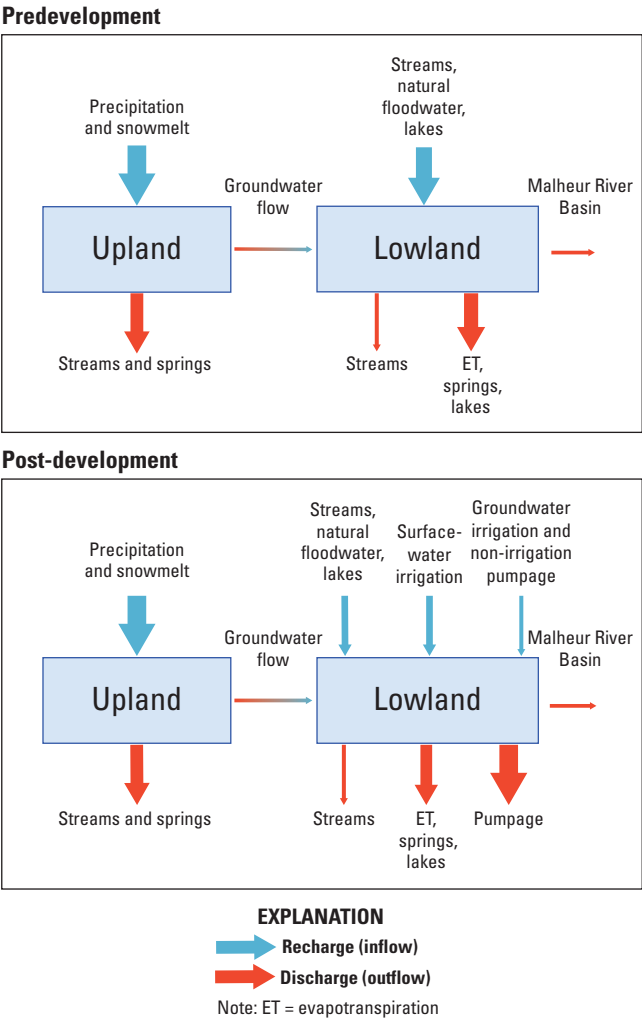 Predevelopment
Precipitation
and snowmelt
Streams,
natural
floodwater,
lakes
Groundwater
flow
Malheur River
Basin
Upland
Lowland
Streams and springs
Streams
ET,
springs,
lakes
Post-development
Precipitation
and snowmelt
Streams,
natural
floodwater,
lakes
Surface-
water
irrigation
Groundwater
irrigation and
non-irrigation
pumpage
Groundwater
flow
Malheur River
Basin
Upland
Lowland
Streams and springs
Streams
ET,
springs,
lakes
Pumpage
EXPLANATION
Recharge (inflow)
Discharge (outflow)
Note: ET = evapotranspiration